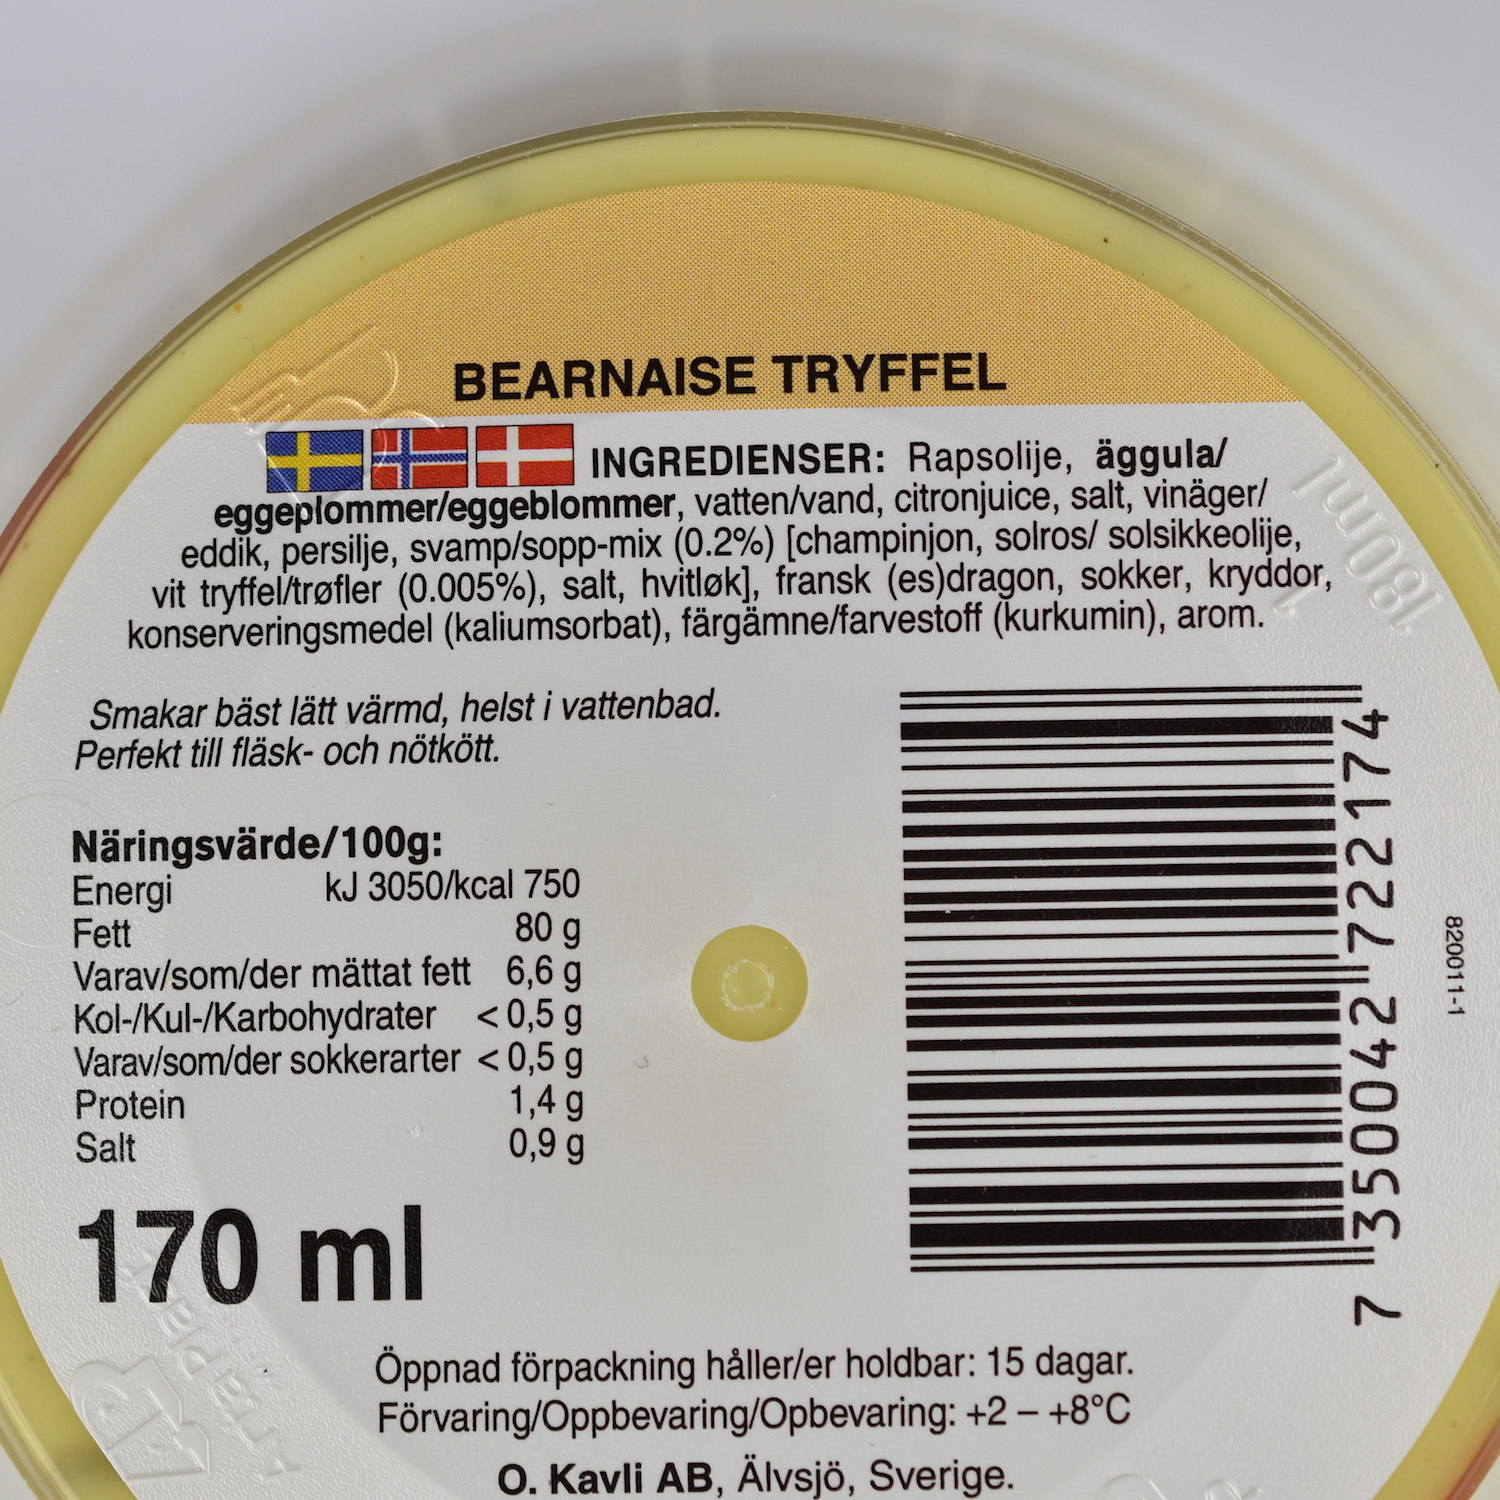 BEARNAISE TRYFFEL
INGREDIENSER: Rapsolije, äggula/
eggeplommer/eggeblommer, vatten/vand, citronjuice, salt, vinäger/
eddik, persilje, svamp/sopp-mix (0.2%) [champinjon, solros/ solsikkeolije,
vit tryffel/trøfler (0.005%), salt, hvitløk], fransk (es)dragon, sokker, kryddor,
konserveringsmedel (kaliumsorbat), färgämne/farvestoff (kurkumin), arom.
180ml
1
Smakar bäst lätt värmd, helst i vattenbad.
Perfekt till fläsk- och nötkött.
Näringsvärde/100g:
Energi kJ 3050/kcal 750
Fett 80 g
Varav/som/der mättat fett 6,6 g
Kol-/Kul-/Karbohydrater < 0,5 g
Varav/som/der sokkerarter < 0,5 g
Protein 1,4 g
Salt 0,9 g
170 ml
7 350042 722174
820011-1
Öppnad förpackning håller/er holdbar: 15 dagar.
Förvaring/Oppbevaring/Opbevaring: +2 – +8°C
O. Kavli AB, Älvsjö, Sverige.